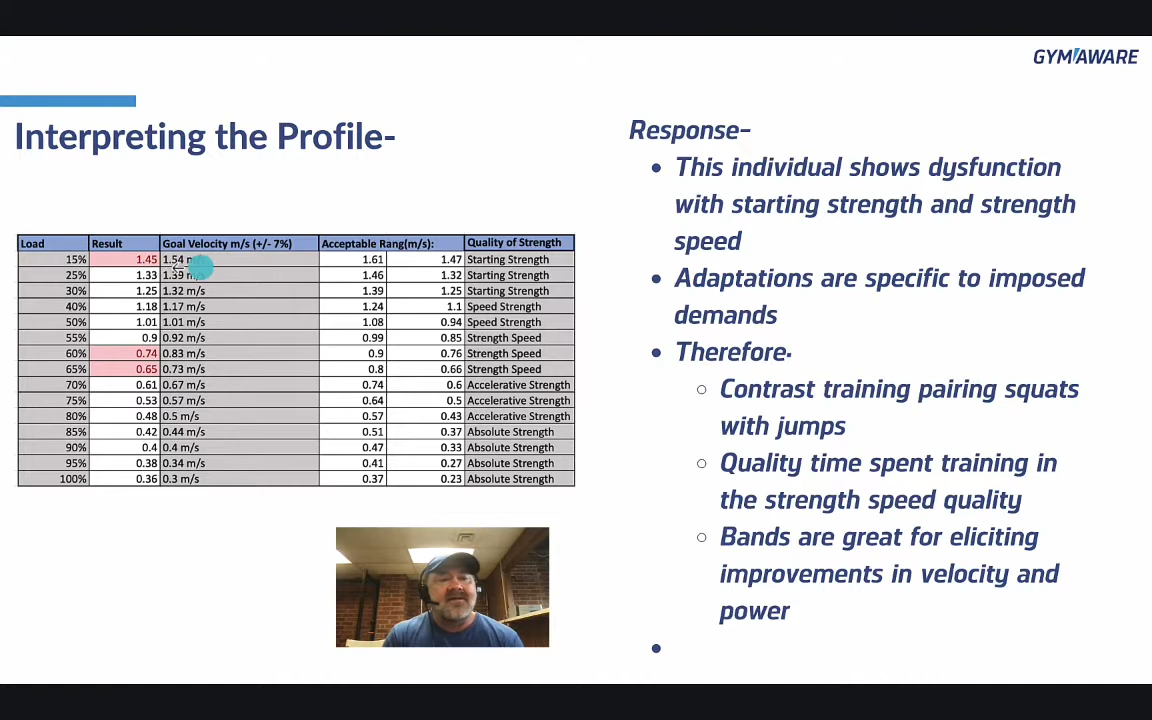 GYMAWARE
Interpreting the Profile-
Load Result Goal Velocity m/s (+/- 7%) Acceptable Rang(m/s): Quality of Strength
15% 1.45 1.54 1.61 1.47 Starting Strength
25% 1.33 1.39 m/s 1.46 1.32 Starting Strength
30% 1.25 1.32 m/s 1.39 1.25 Starting Strength
40% 1.18 1.17 m/s 1.24 1.1 Speed Strength
50% 1.01 1.01 m/s 1.08 0.94 Speed Strength
55% 0.9 0.92 m/s 0.99 0.85 Strength Speed
60% 0.74 0.83 m/s 0.9 0.76 Strength Speed
65% 0.65 0.73 m/s 0.8 0.66 Strength Speed
70% 0.61 0.67 m/s 0.74 0.6 Accelerative Strength
75% 0.53 0.57 m/s 0.64 0.5 Accelerative Strength
80% 0.48 0.5 m/s 0.57 0.43 Accelerative Strength
85% 0.42 0.44 m/s 0.51 0.37 Absolute Strength
90% 0.4 0.4 m/s 0.47 0.33 Absolute Strength
95% 0.38 0.34 m/s 0.41 0.27 Absolute Strength
100% 0.36 0.3 m/s 0.37 0.23 Absolute Strength
Response-
• This individual shows dysfunction
with starting strength and strength
speed
• Adaptations are specific to imposed
demands
• Therefore-
○ Contrast training pairing squats
with jumps
○ Quality time spent training in
the strength speed quality
○ Bands are great for eliciting
improvements in velocity and
power
•